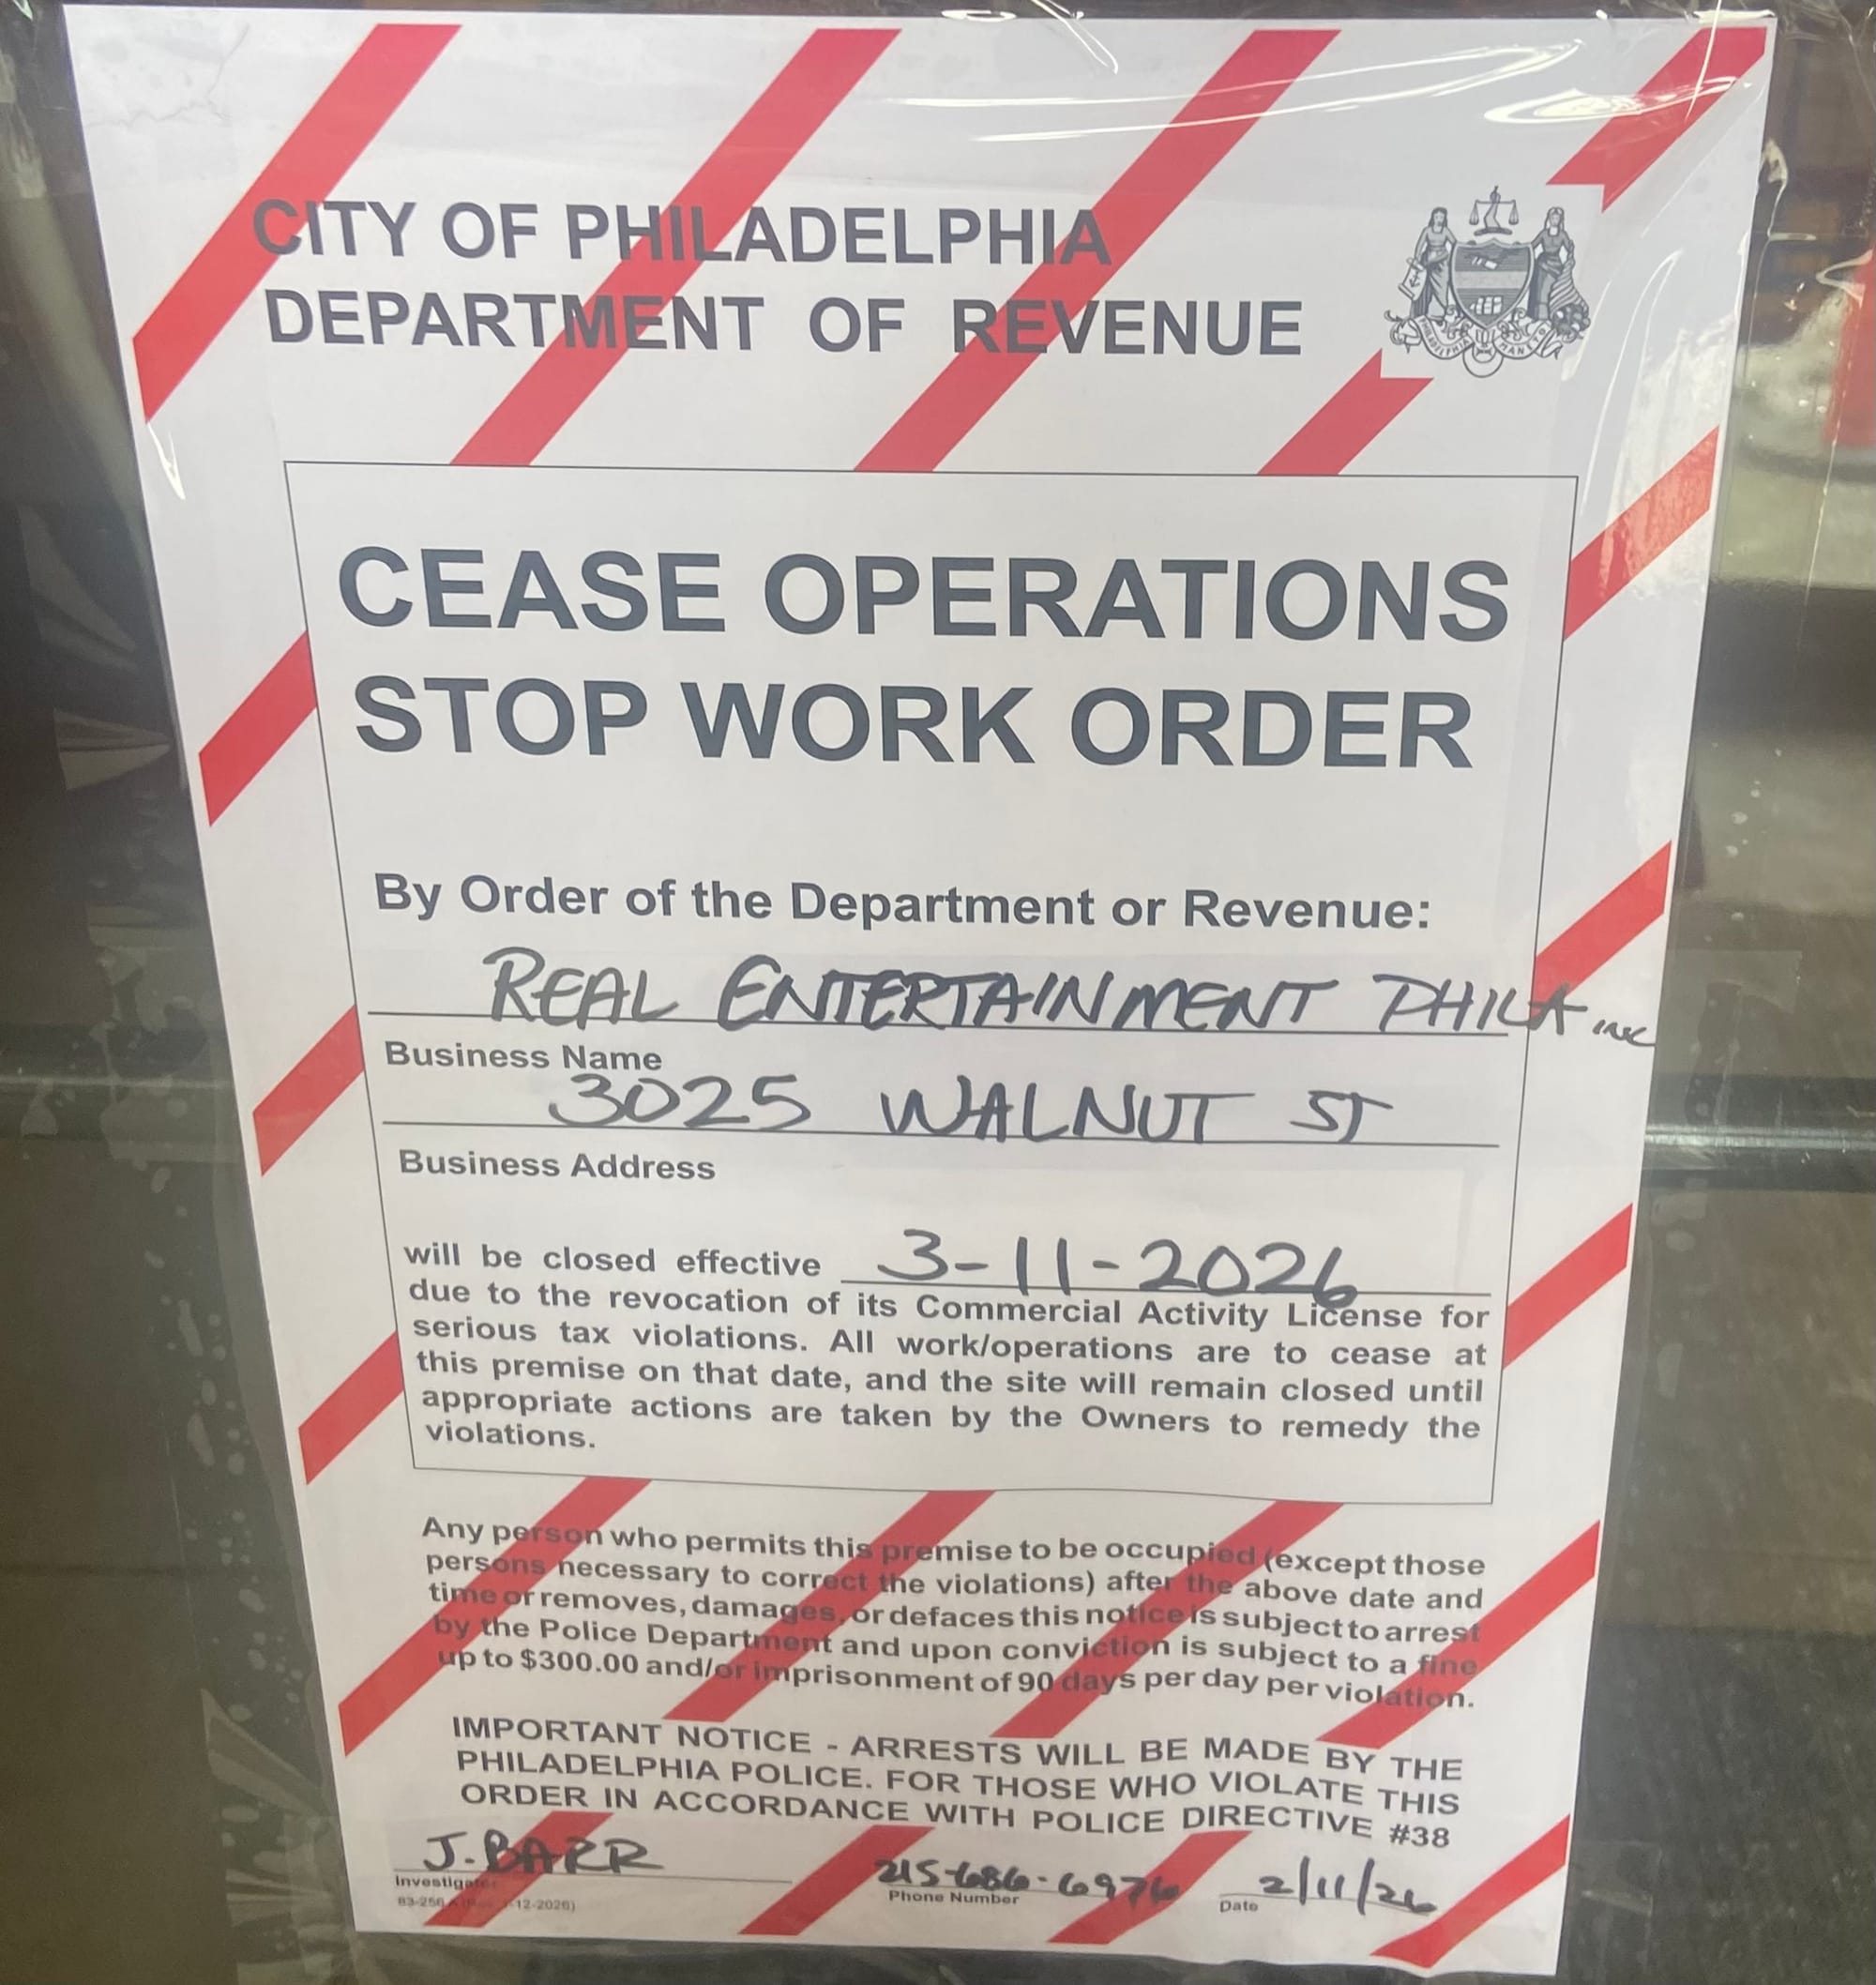 CITY OF PHILADELPHIA
DEPARTMENT OF REVENUE
CEASE OPERATIONS
STOP WORK ORDER
By Order of the Department or Revenue:
REAL ENTERTAINMENT PHILA inc
Business Name
3025 WALNUT ST
Business Address
will be closed effective 3-11-2026
due to the revocation of its Commercial Activity License for
serious tax violations. All work/operations are to cease at
this premise on that date, and the site will remain closed until
appropriate actions are taken by the Owners to remedy the
violations.
Any person who permits this premise to be occupied (except those
persons necessary to correct the violations) after the above date and
time or removes, damages, or defaces this notice is subject to arrest
by the Police Department and upon conviction is subject to a fine
up to $300.00 and/or imprisonment of 90 days per day per violation.
IMPORTANT NOTICE - ARRESTS WILL BE MADE BY THE
PHILADELPHIA POLICE. FOR THOSE WHO VIOLATE THIS
ORDER IN ACCORDANCE WITH POLICE DIRECTIVE #38
J. BARR 215-686-6976 2/11/26
Phone Number Date